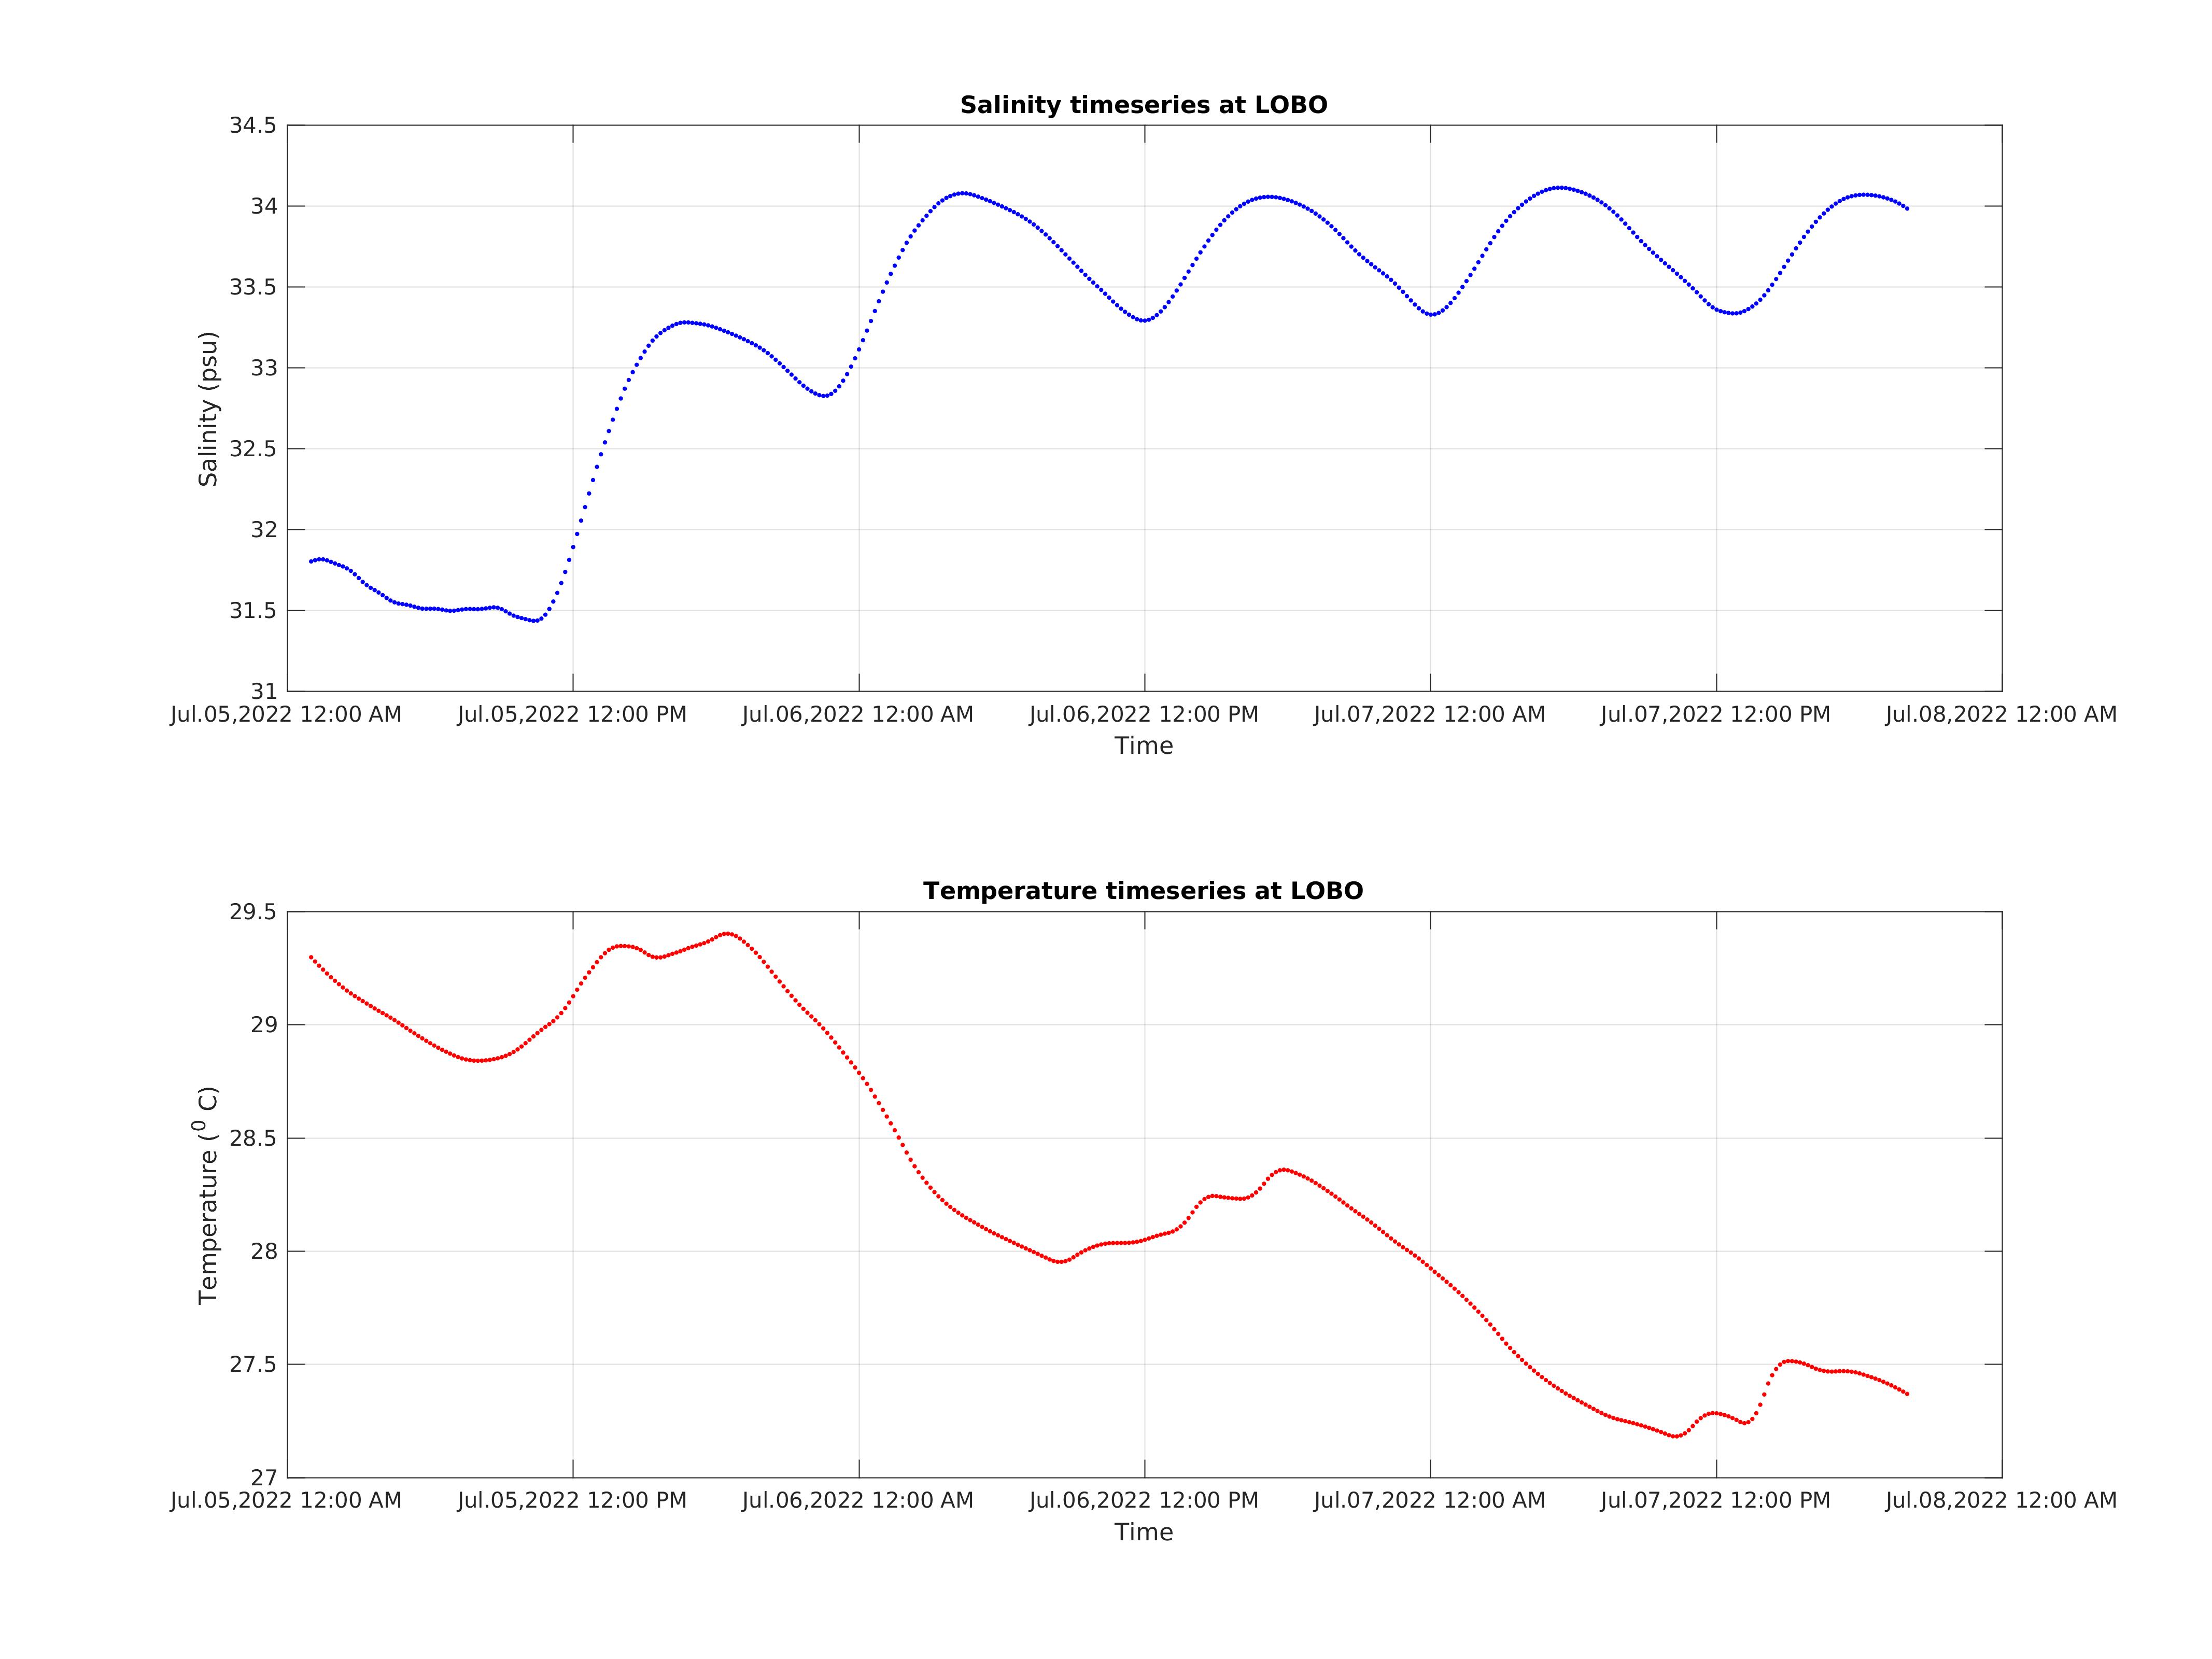 Salinity timeseries at LOBO
34.5
34
33.5
33
32.5
32
31.5
31
Salinity (psu)
Jul.05,2022 12:00 AM Jul.05,2022 12:00 PM Jul.06,2022 12:00 AM Jul.06,2022 12:00 PM Jul.07,2022 12:00 AM Jul.07,2022 12:00 PM Jul.08,2022 12:00 AM
Time
Temperature timeseries at LOBO
29.5
29
28.5
28
27.5
27
Temperature (⁰ C)
Jul.05,2022 12:00 AM Jul.05,2022 12:00 PM Jul.06,2022 12:00 AM Jul.06,2022 12:00 PM Jul.07,2022 12:00 AM Jul.07,2022 12:00 PM Jul.08,2022 12:00 AM
Time